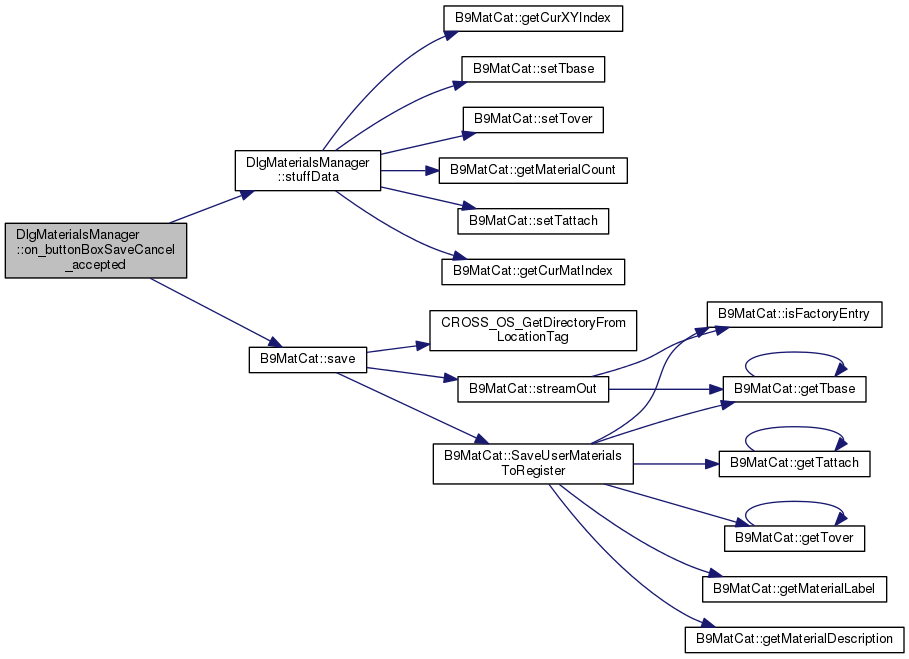 B9MatCat::getCurXYIndex
B9MatCat::setTbase
B9MatCat::setTover
DlgMaterialsManager
::stuffData
B9MatCat::getMaterialCount
B9MatCat::setTattach
DlgMaterialsManager
::on_buttonBoxSaveCancel
_accepted
B9MatCat::getCurMatIndex
B9MatCat::isFactoryEntry
CROSS_OS_GetDirectoryFrom
LocationTag
B9MatCat::save
B9MatCat::streamOut
B9MatCat::getTbase
B9MatCat::SaveUserMaterials
ToRegister
B9MatCat::getTattach
B9MatCat::getTover
B9MatCat::getMaterialLabel
B9MatCat::getMaterialDescription